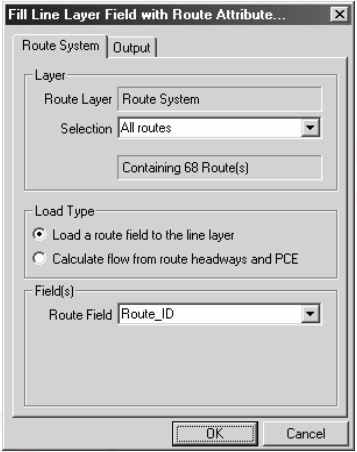 Fill Line Layer Field with Route Attribute...
Route System Output
Layer
Route Layer Route System
Selection All routes
Containing 68 Route(s)
Load Type
Load a route field to the line layer
Calculate flow from route headways and PCE
Field(s)
Route Field Route_ID
OK Cancel